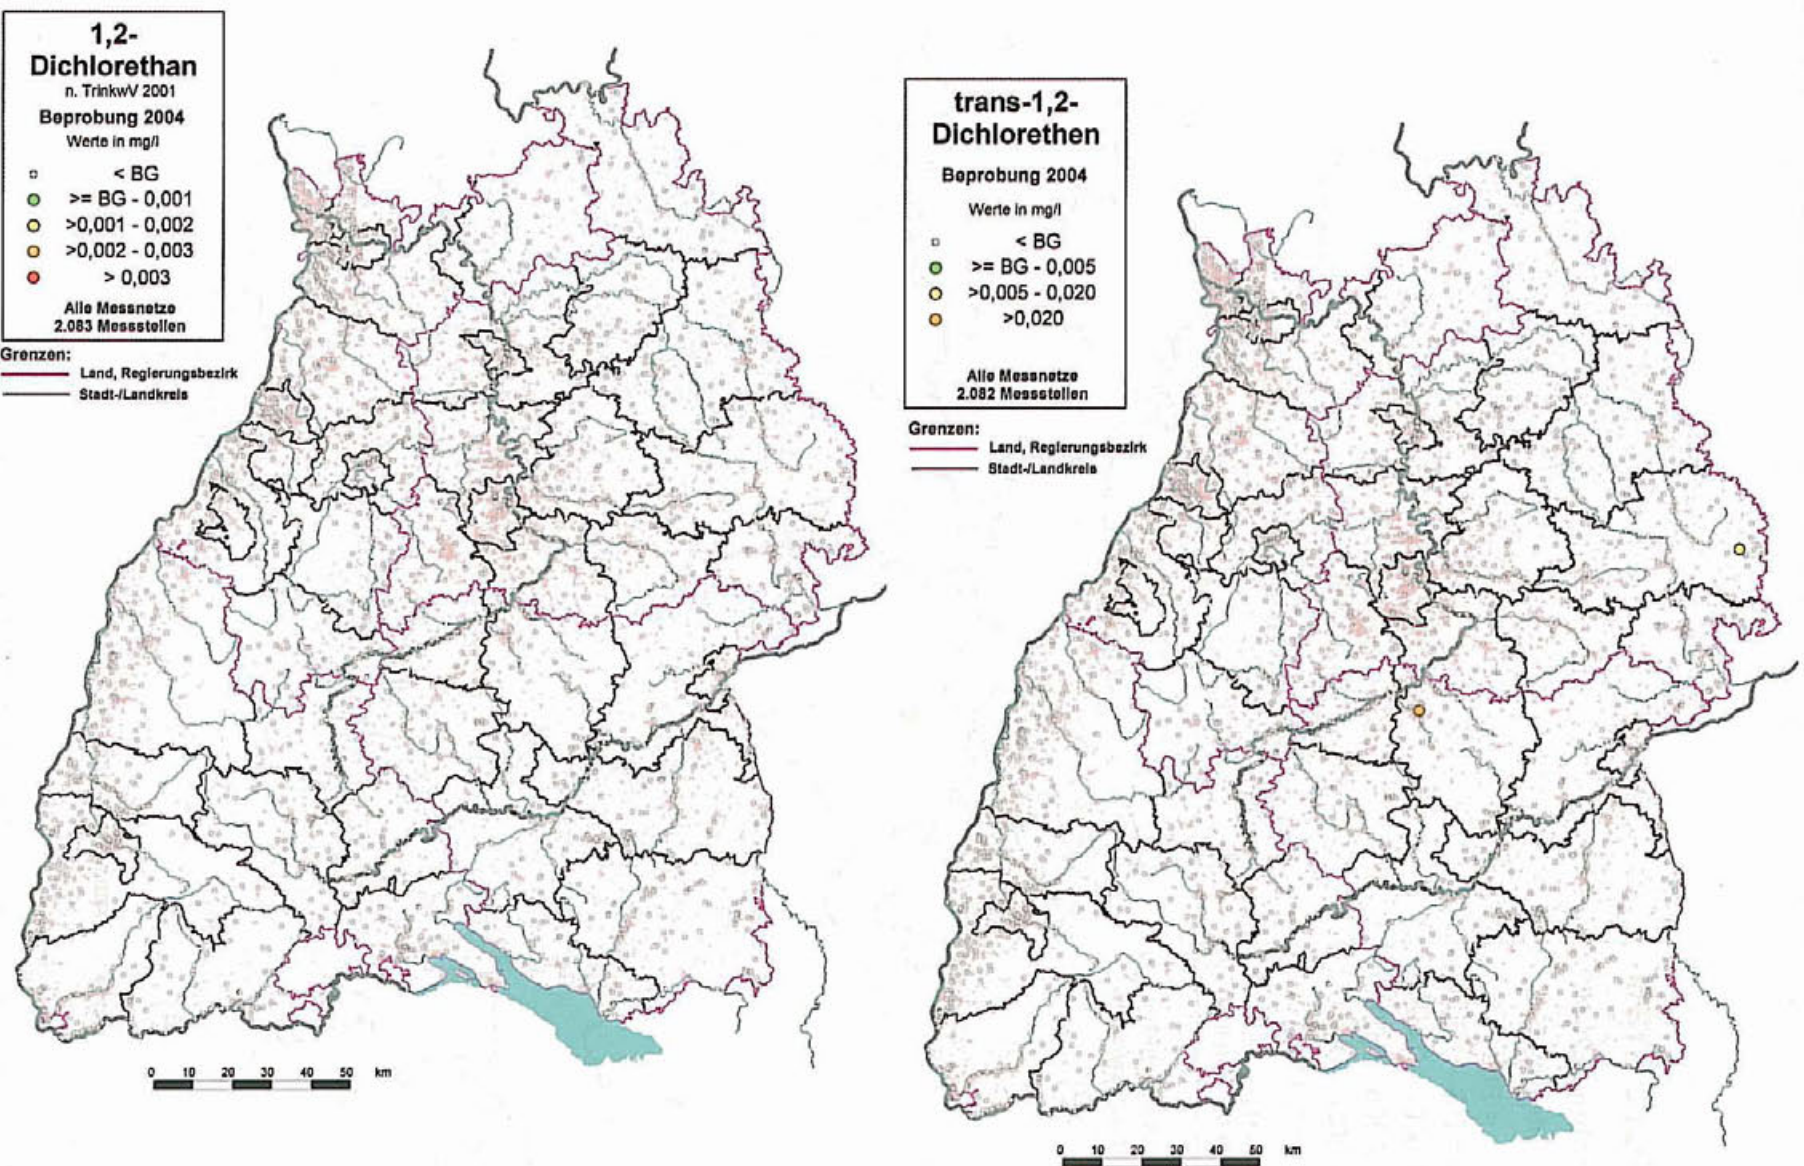 1,2-
Dichlorethan
n. TrinkwV 2001
Beprobung 2004
Werte in mg/l
< BG
>= BG - 0,001
>0,001 - 0,002
>0,002 - 0,003
> 0,003
Alle Messnetze
2.083 Messstellen
Grenzen:
Land, Regierungsbezirk
Stadt-/Landkreis
0 10 20 30 40 50 km
trans-1,2-
Dichlorethen
Beprobung 2004
Werte in mg/l
< BG
>= BG - 0,005
>0,005 - 0,020
>0,020
Alle Messnetze
2.082 Messstellen
Grenzen:
Land, Regierungsbezirk
Stadt-/Landkreis
0 10 20 30 40 50 km